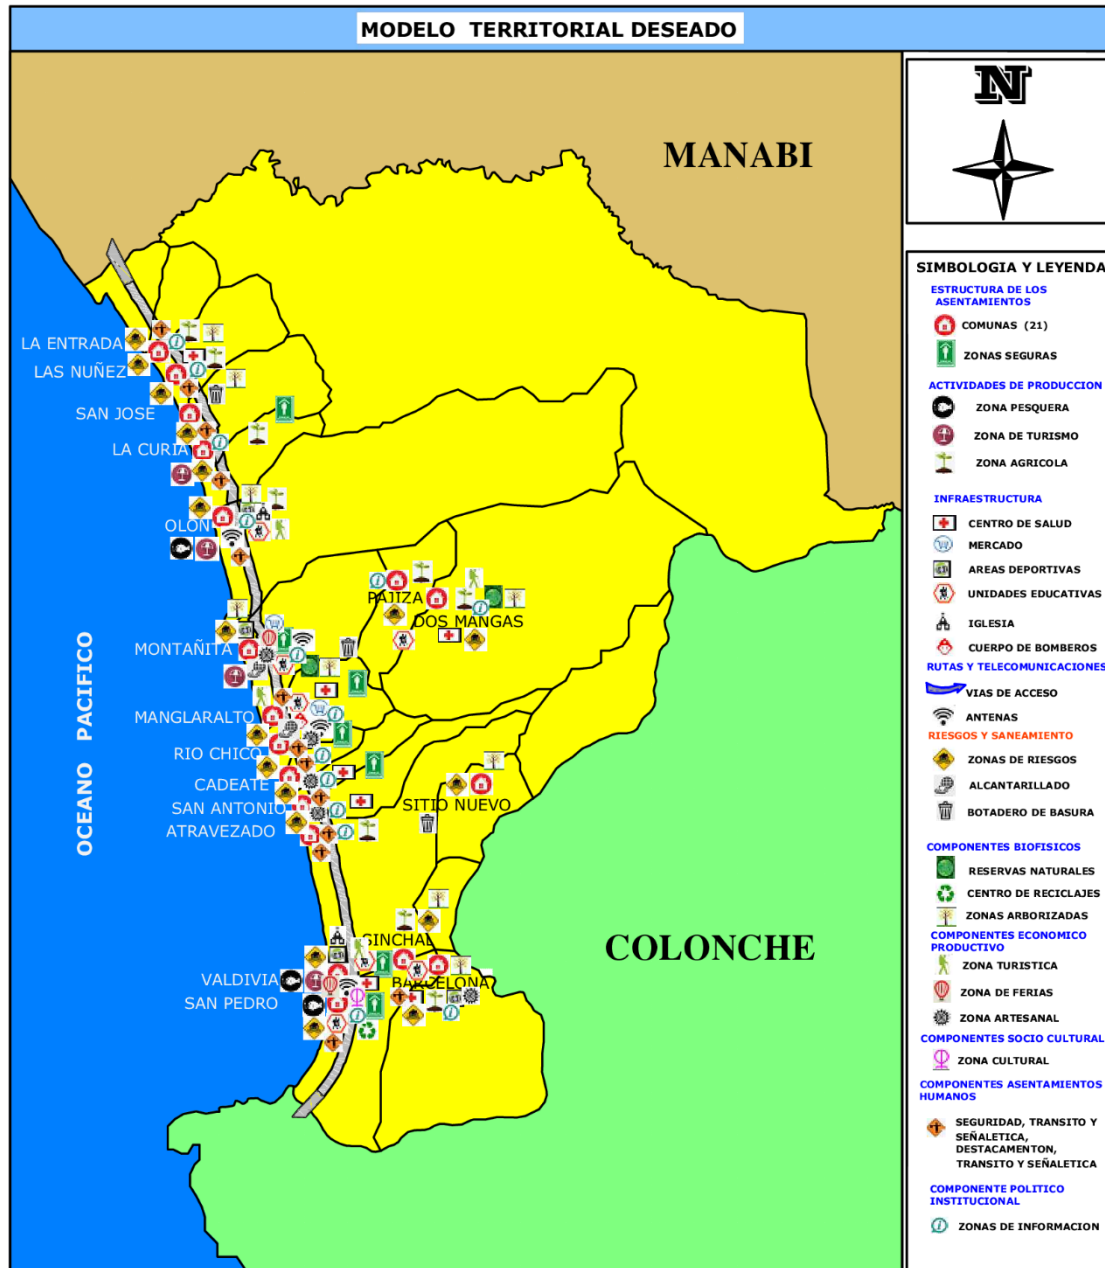 MODELO TERRITORIAL DESEADO
N
MANABI
LA ENTRADA
LAS NUÑEZ
SAN JOSE
LA CURIA
OLON
PAJIZA
DOS MANGAS
MONTAÑITA
MANGLARALTO
RIO CHICO
CADEATE
SITIO NUEVO
SAN ANTONIO
ATRAVEZADO
OCEANO PACIFICO
SINCHAL
COLONCHE
VALDIVIA
BARCELONA
SAN PEDRO
SIMBOLOGIA Y LEYENDA
ESTRUCTURA DE LOS
ASENTAMIENTOS
COMUNAS (21)
ZONAS SEGURAS
ACTIVIDADES DE PRODUCCION
ZONA PESQUERA
ZONA DE TURISMO
ZONA AGRICOLA
INFRAESTRUCTURA
CENTRO DE SALUD
MERCADO
AREAS DEPORTIVAS
UNIDADES EDUCATIVAS
IGLESIA
CUERPO DE BOMBEROS
RUTAS Y TELECOMUNICACIONES
VIAS DE ACCESO
ANTENAS
RIESGOS Y SANEAMIENTO
ZONAS DE RIESGOS
ALCANTARILLADO
BOTADERO DE BASURA
COMPONENTES BIOFISICOS
RESERVAS NATURALES
CENTRO DE RECICLAJES
ZONAS ARBORIZADAS
COMPONENTES ECONOMICO
PRODUCTIVO
ZONA TURISTICA
ZONA DE FERIAS
ZONA ARTESANAL
COMPONENTES SOCIO CULTURAL
ZONA CULTURAL
COMPONENTES ASENTAMIENTOS
HUMANOS
SEGURIDAD, TRANSITO Y
SEÑALETICA,
DESTACAMENTON,
TRANSITO Y SEÑALETICA
COMPONENTE POLITICO
INSTITUCIONAL
ZONAS DE INFORMACION